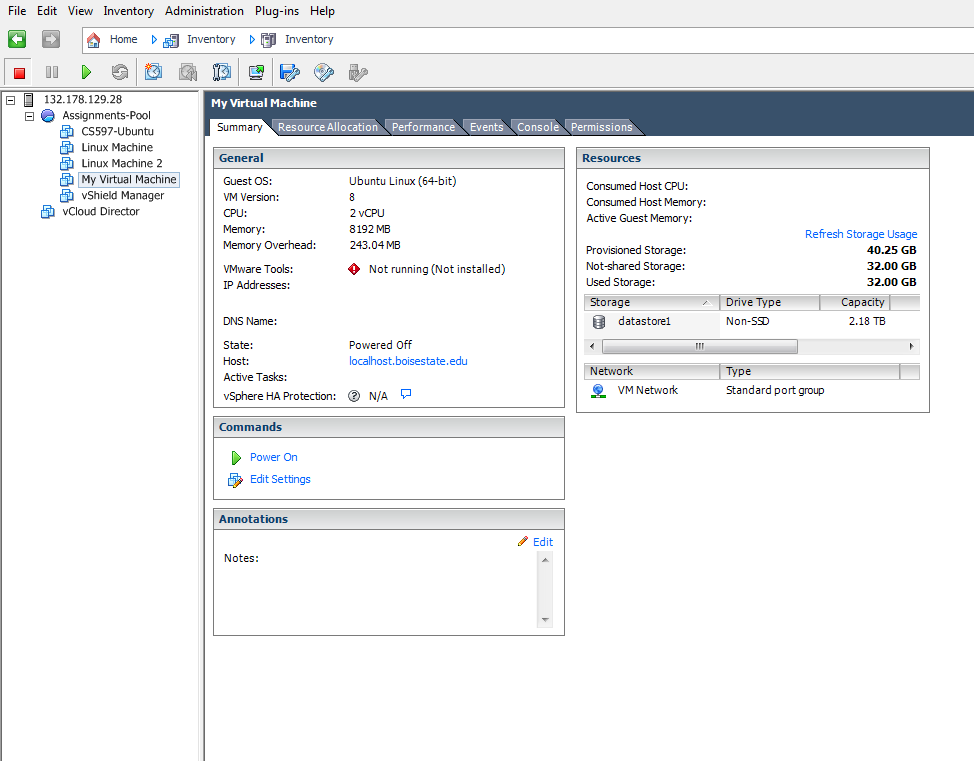 File Edit View Inventory Administration Plug-ins Help
Home Inventory Inventory
132.178.129.28
Assignments-Pool
CS597-Ubuntu
Linux Machine
Linux Machine 2
My Virtual Machine
vShield Manager
vCloud Director
My Virtual Machine
Summary Resource Allocation Performance Events Console Permissions
General
Guest OS: Ubuntu Linux (64-bit)
VM Version: 8
CPU: 2 vCPU
Memory: 8192 MB
Memory Overhead: 243.04 MB
VMware Tools: Not running (Not installed)
IP Addresses:
DNS Name:
State: Powered Off
Host: localhost.boisestate.edu
Active Tasks:
vSphere HA Protection: ? N/A
Commands
Power On
Edit Settings
Annotations
Edit
Notes:
Resources
Consumed Host CPU:
Consumed Host Memory:
Active Guest Memory:
Refresh Storage Usage
Provisioned Storage: 40.25 GB
Not-shared Storage: 32.00 GB
Used Storage: 32.00 GB
Storage Drive Type Capacity
datastore1 Non-SSD 2.18 TB
Network Type
VM Network Standard port group